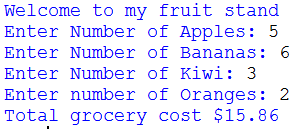 Welcome to my fruit stand
Enter Number of Apples: 5
Enter Number of Bananas: 6
Enter Number of Kiwi: 3
Enter number of Oranges: 2
Total grocery cost $15.86